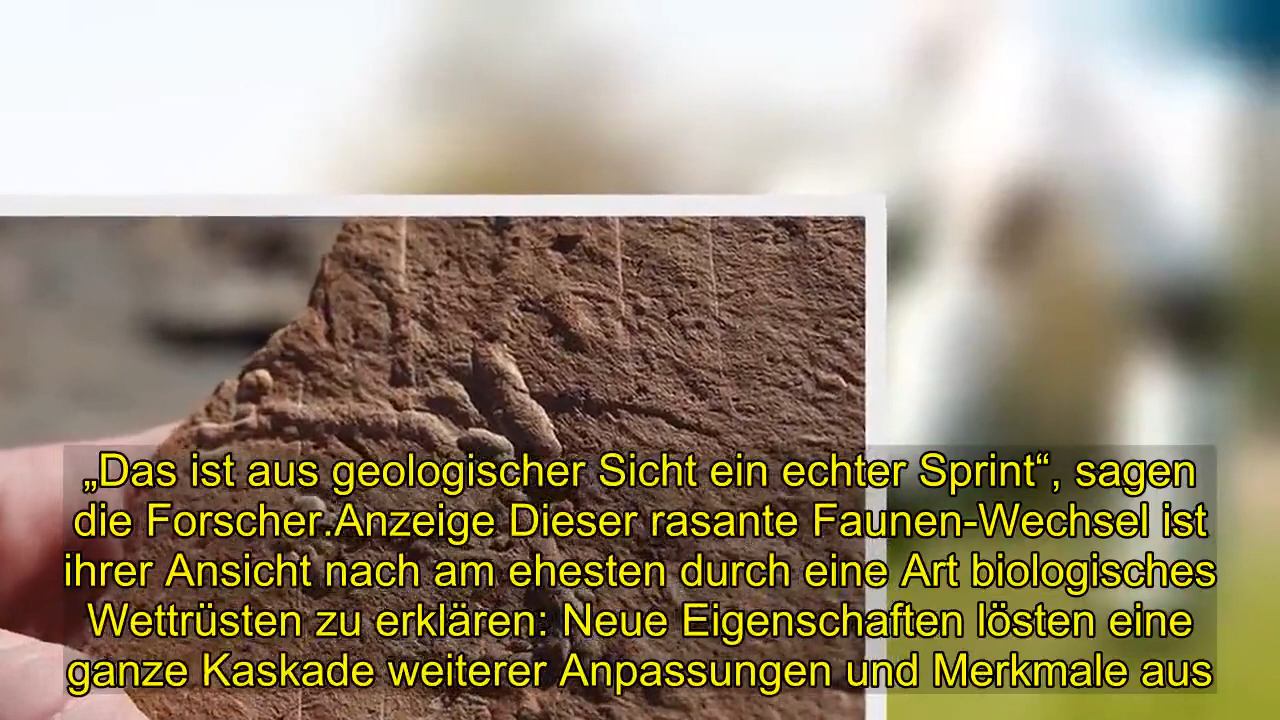 „Das ist aus geologischer Sicht ein echter Sprint“, sagen
die Forscher.Anzeige Dieser rasante Faunen-Wechsel ist
ihrer Ansicht nach am ehesten durch eine Art biologisches
Wettrüsten zu erklären: Neue Eigenschaften lösten eine
ganze Kaskade weiterer Anpassungen und Merkmale aus